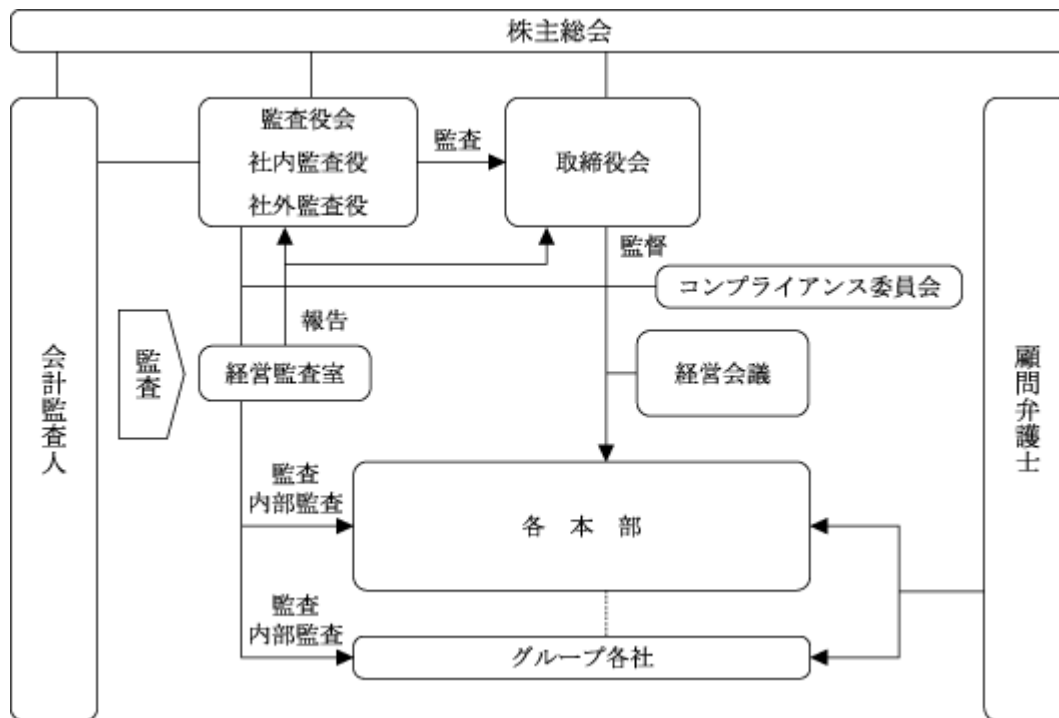 株主総会
監査役会
社内監査役
社外監査役
監査
取締役会
監督
コンプライアンス委員会
報告
会計監査人
監査
経営監査室
経営会議
顧問弁護士
監査
内部監査
各 本 部
監査
内部監査
グループ各社